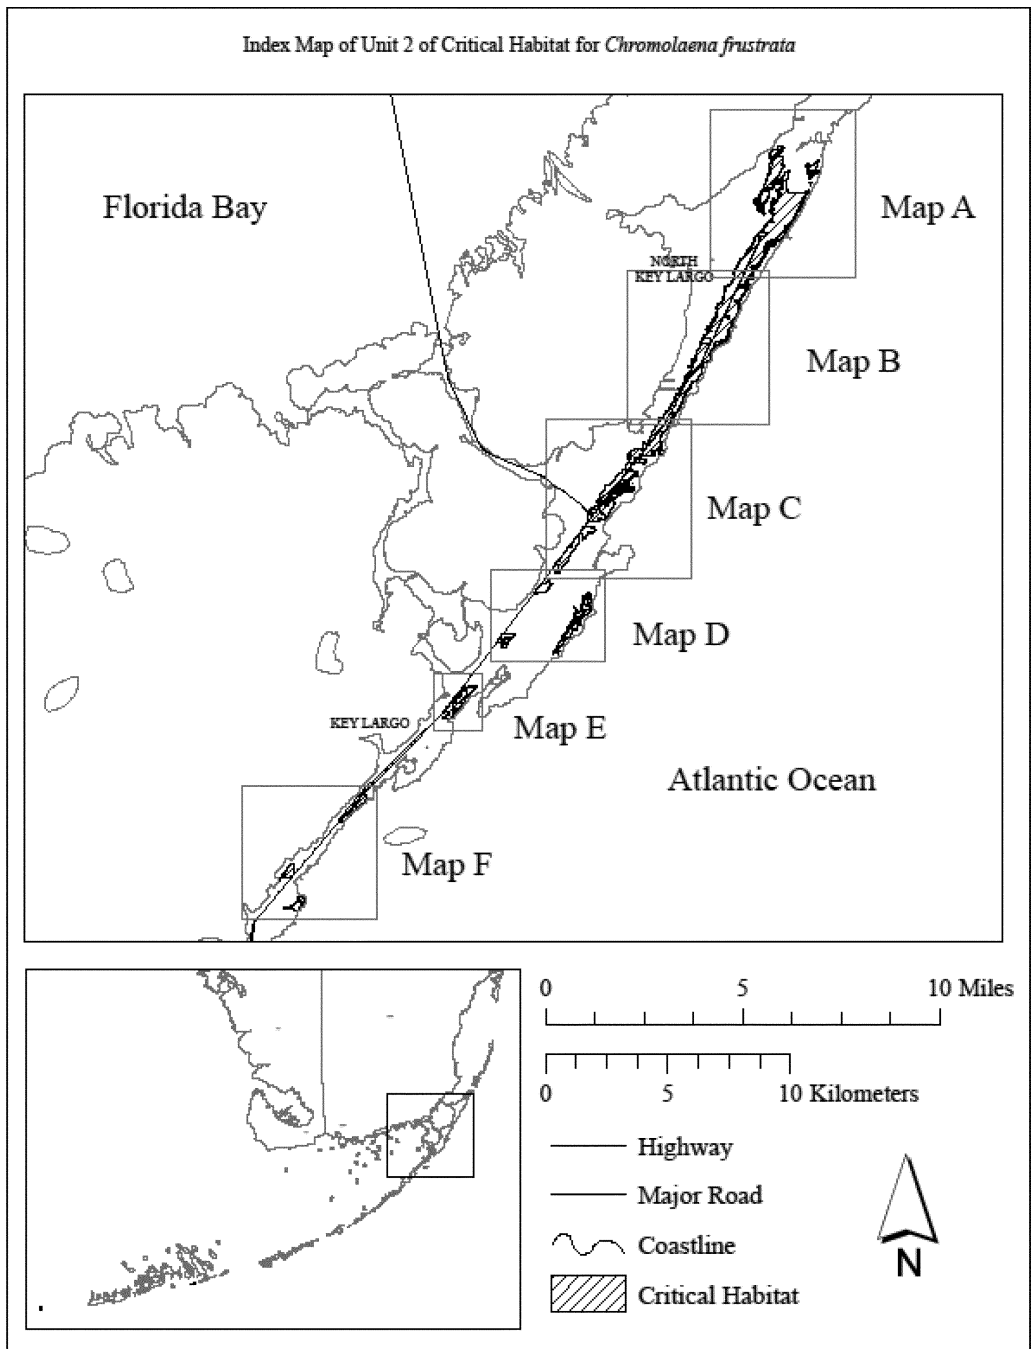 Index Map of Unit 2 of Critical Habitat for Chromolaena frustrata
Florida Bay
Map A
NORTH
KEY LARGO
Map B
Map C
Map D
Map E
KEY LARGO
Atlantic Ocean
Map F
0 5 10 Miles
0 5 10 Kilometers
Highway
Major Road
Coastline
Critical Habitat
N